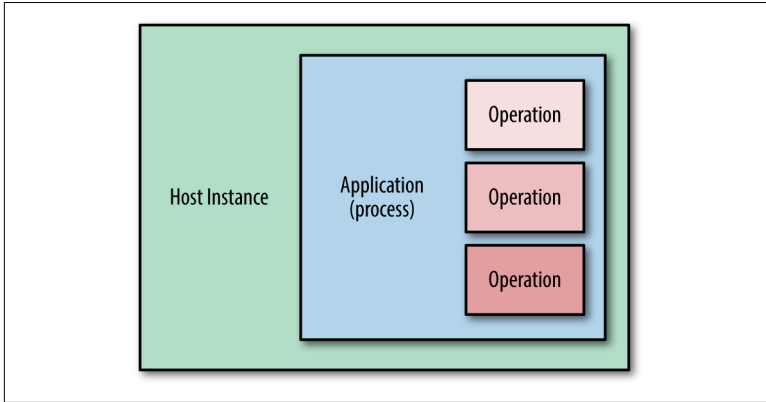 Host Instance
Application
(process)
Operation
Operation
Operation